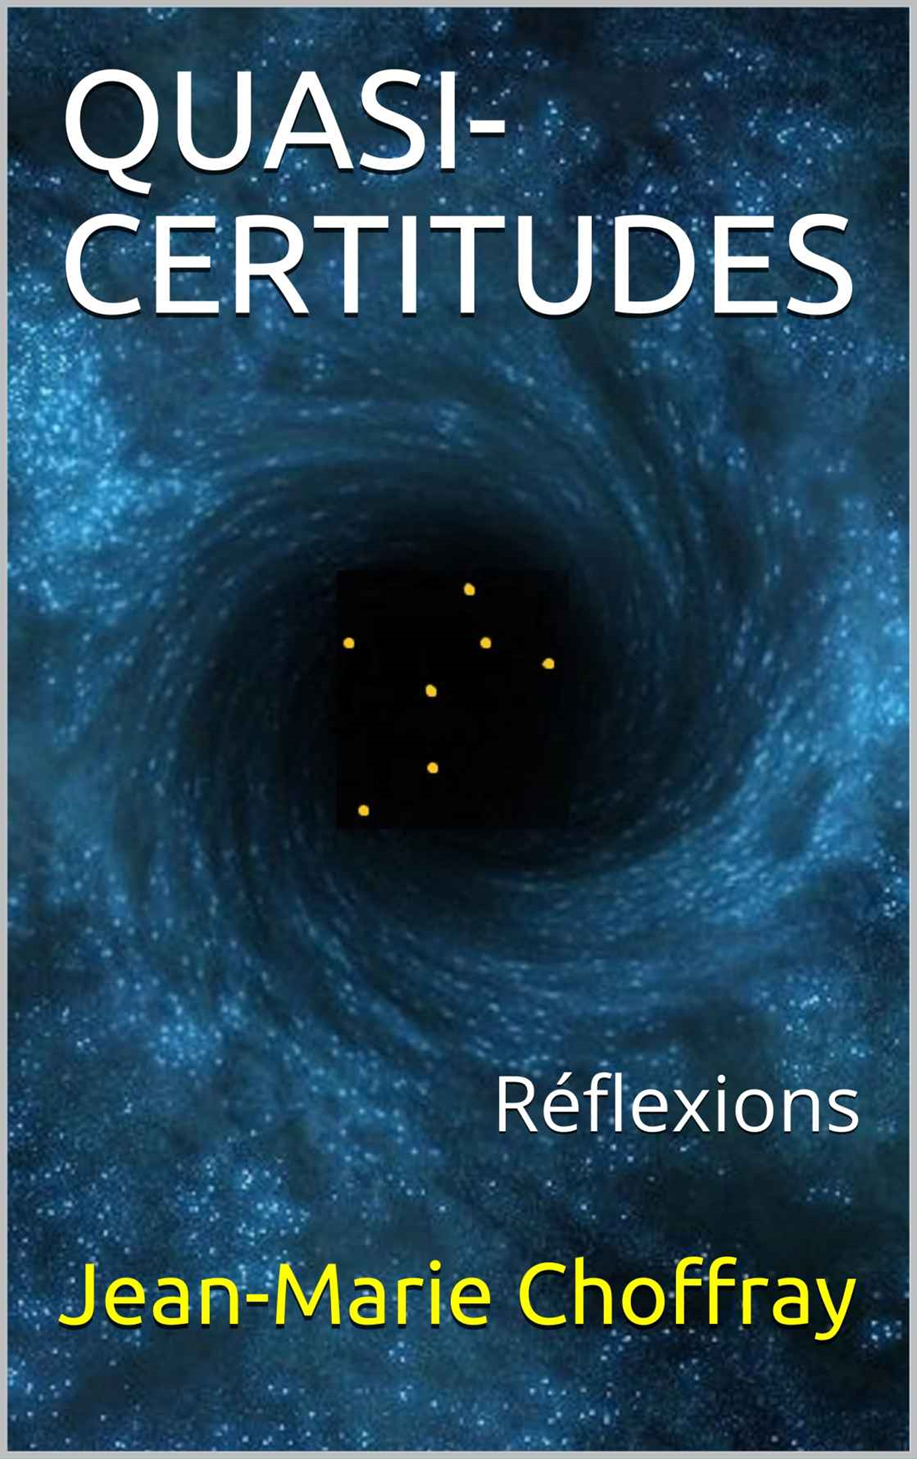 QUASI-
CERTITUDES
Réflexions
Jean-Marie Choffray